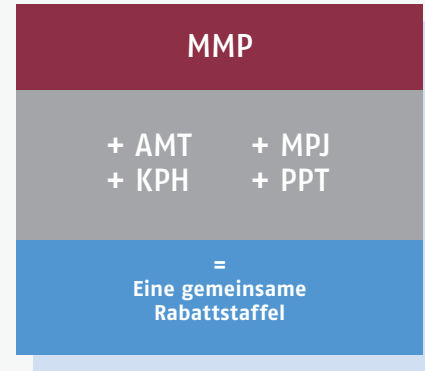 MMP
+ AMT + MPJ
+ KPH + PPT
=
Eine gemeinsame
Rabattstaffel